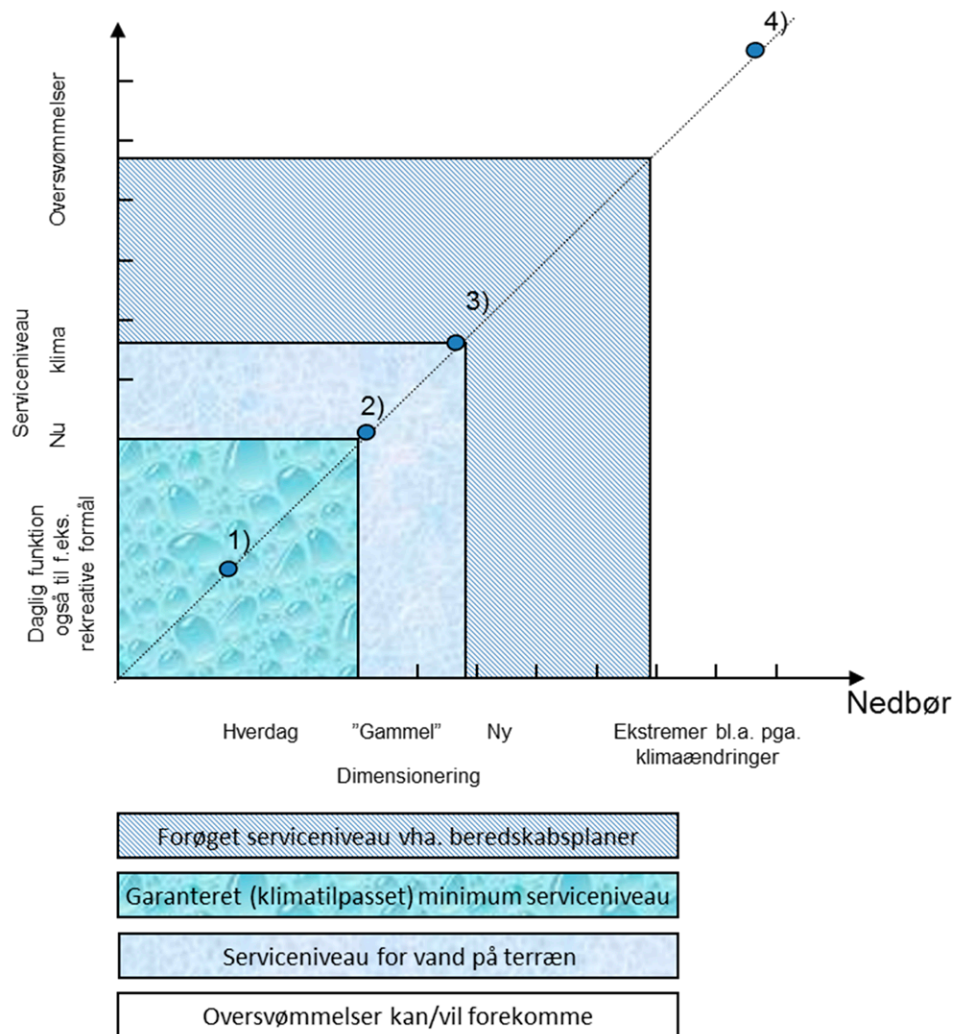 4)
Oversvømmelser
3)
Serviceniveau
klima
2)
Nu
1)
Daglig funktion
også til f.eks.
rekreative formål
Nedbør
Hverdag
”Gammel”
Ny
Ekstremer bl.a. pga.
klimaændringer
Dimensionering
Forøget serviceniveau vha. beredskabsplaner
Garanteret (klimatilpasset) minimum serviceniveau
Serviceniveau for vand på terræn
Oversvømmelser kan/vil forekomme